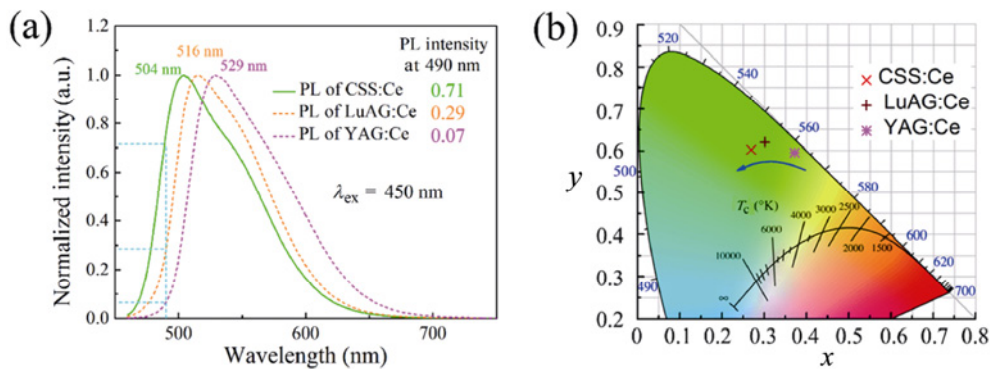 (a)
Normalized intensity (a.u.)
1.0
0.8
0.6
0.4
0.2
0.0
500
600
700
Wavelength (nm)
504 nm
516 nm
529 nm
PL intensity
at 490 nm
PL of CSS:Ce 0.71
PL of LuAG:Ce 0.29
PL of YAG:Ce 0.07
λex = 450 nm
(b)
y
0.9
0.8
0.7
0.6
0.5
0.4
0.3
0.2
0 0.1 0.2 0.3 0.4 0.5 0.6 0.7 0.8
x
CSS:Ce
LuAG:Ce
YAG:Ce
520
540
560
580
600
620
700
500
490
Tc (°K)
10000
6000
4000
3000
2500
2000
1500
∞